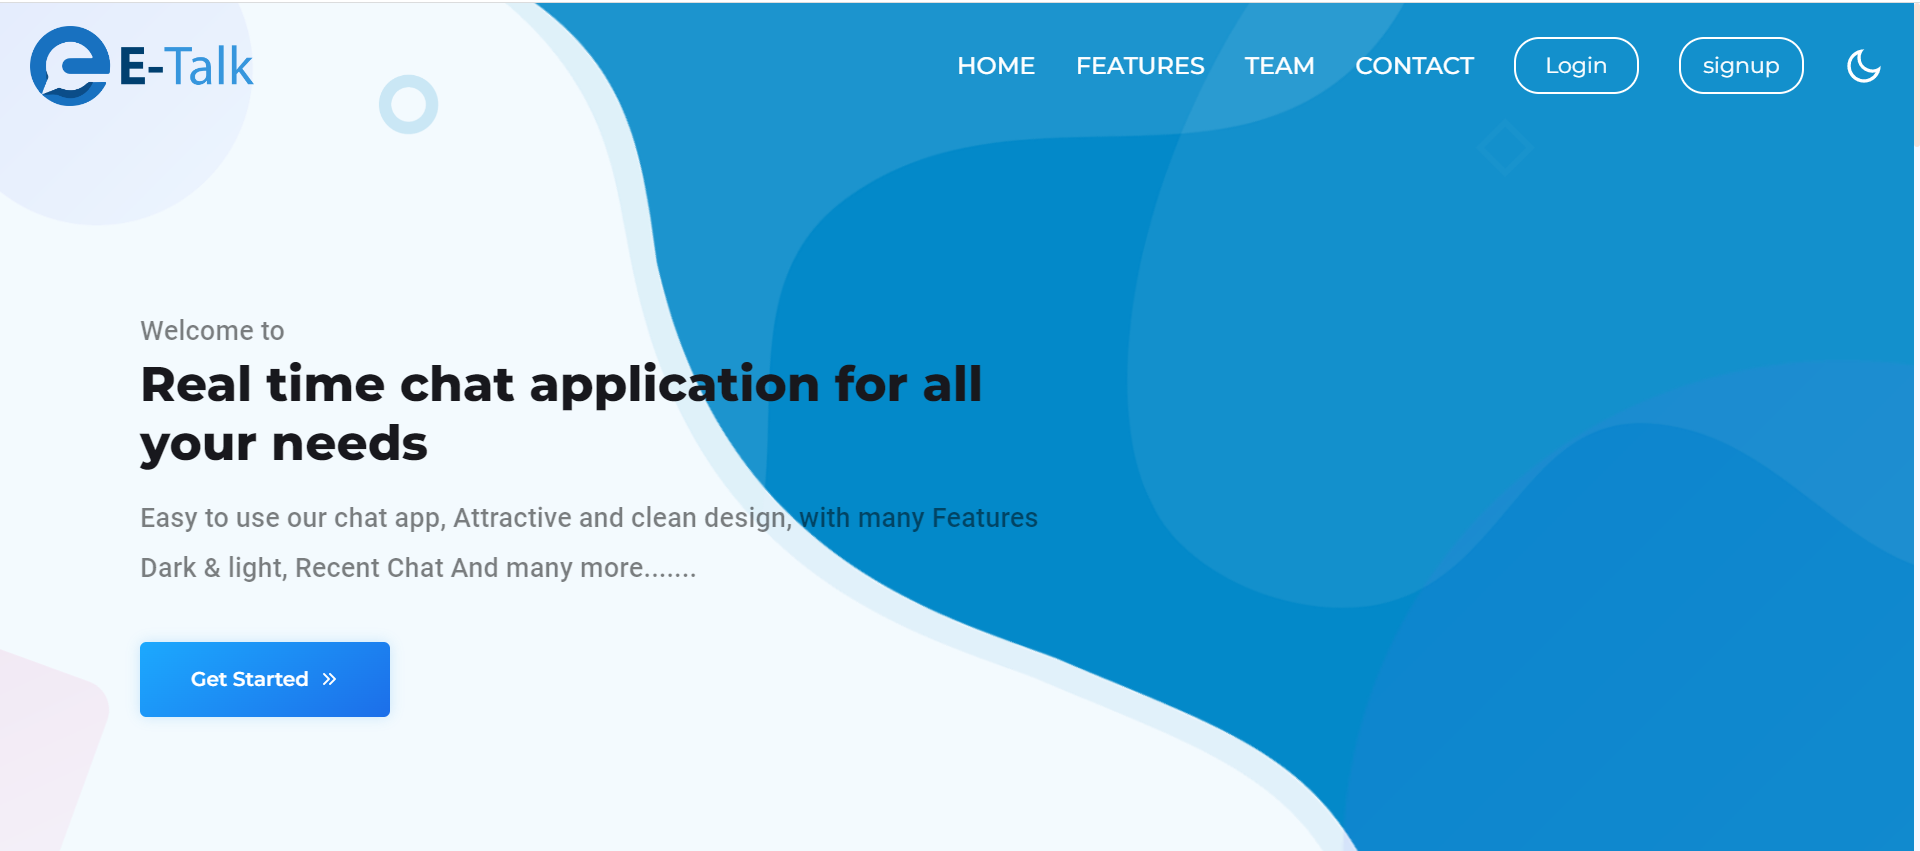 E-Talk
HOME FEATURES TEAM CONTACT Login signup
Welcome to
Real time chat application for all
your needs
Easy to use our chat app, Attractive and clean design, with many Features
Dark & light, Recent Chat And many more.......
Get Started »